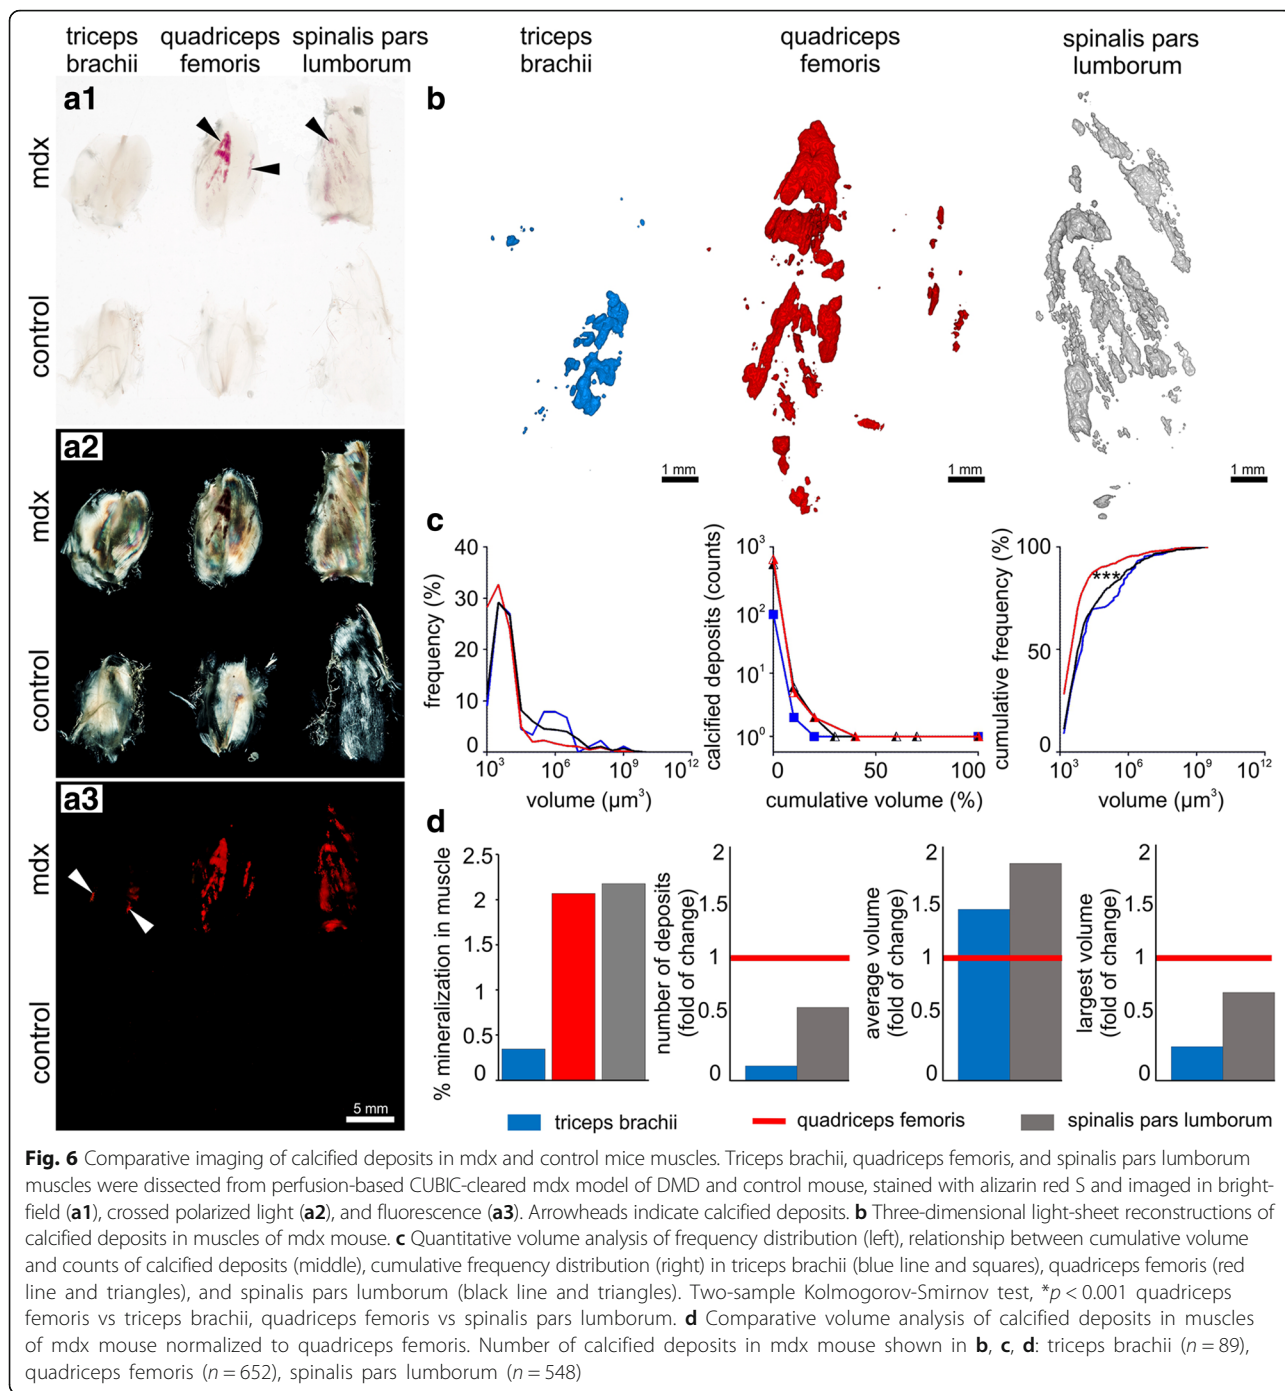 triceps brachii
quadriceps femoris
spinalis pars lumborum
a1
mdx
control
a2
mdx
control
a3
mdx
control
5 mm
b
triceps brachii
quadriceps femoris
spinalis pars lumborum
1 mm
1 mm
1 mm
c
frequency (%)
40
30
20
10
0
10³ 10⁶ 10⁹ 10¹²
volume (µm³)
calcified deposits (counts)
10³
10²
10¹
10⁰
0 50 100
cumulative volume (%)
cumulative frequency (%)
100
50
0
***
10³ 10⁶ 10⁹ 10¹²
volume (µm³)
d
% mineralization in muscle
2.5
2
1.5
1
0.5
0
number of deposits
(fold of change)
2
1.5
1
0.5
0
average volume
(fold of change)
2
1.5
1
0.5
0
largest volume
(fold of change)
2
1.5
1
0.5
0
triceps brachii
quadriceps femoris
spinalis pars lumborum
Fig. 6 Comparative imaging of calcified deposits in mdx and control mice muscles. Triceps brachii, quadriceps femoris, and spinalis pars lumborum
muscles were dissected from perfusion-based CUBIC-cleared mdx model of DMD and control mouse, stained with alizarin red S and imaged in bright-
field (a1), crossed polarized light (a2), and fluorescence (a3). Arrowheads indicate calcified deposits. b Three-dimensional light-sheet reconstructions of
calcified deposits in muscles of mdx mouse. c Quantitative volume analysis of frequency distribution (left), relationship between cumulative volume
and counts of calcified deposits (middle), cumulative frequency distribution (right) in triceps brachii (blue line and squares), quadriceps femoris (red
line and triangles), and spinalis pars lumborum (black line and triangles). Two-sample Kolmogorov-Smirnov test, *p < 0.001 quadriceps
femoris vs triceps brachii, quadriceps femoris vs spinalis pars lumborum. d Comparative volume analysis of calcified deposits in muscles
of mdx mouse normalized to quadriceps femoris. Number of calcified deposits in mdx mouse shown in b, c, d: triceps brachii (n = 89),
quadriceps femoris (n = 652), spinalis pars lumborum (n = 548)